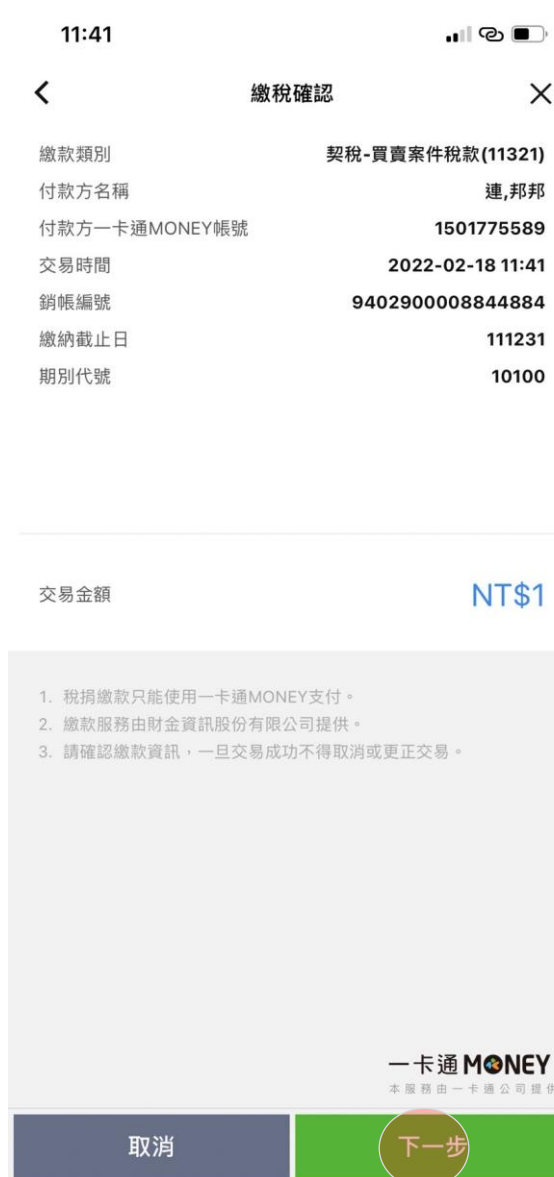 11:41
繳稅確認
繳款類別 契稅-買賣案件稅款(11321)
付款方名稱 連,邦邦
付款方一卡通MONEY帳號 1501775589
交易時間 2022-02-18 11:41
銷帳編號 9402900008844884
繳納截止日 111231
期別代號 10100
交易金額 NT$1
1. 稅捐繳款只能使用一卡通MONEY支付。
2. 繳款服務由財金資訊股份有限公司提供。
3. 請確認繳款資訊，一旦交易成功不得取消或更正交易。
一卡通MONEY
本服務由一卡通公司提供
取消 下一步